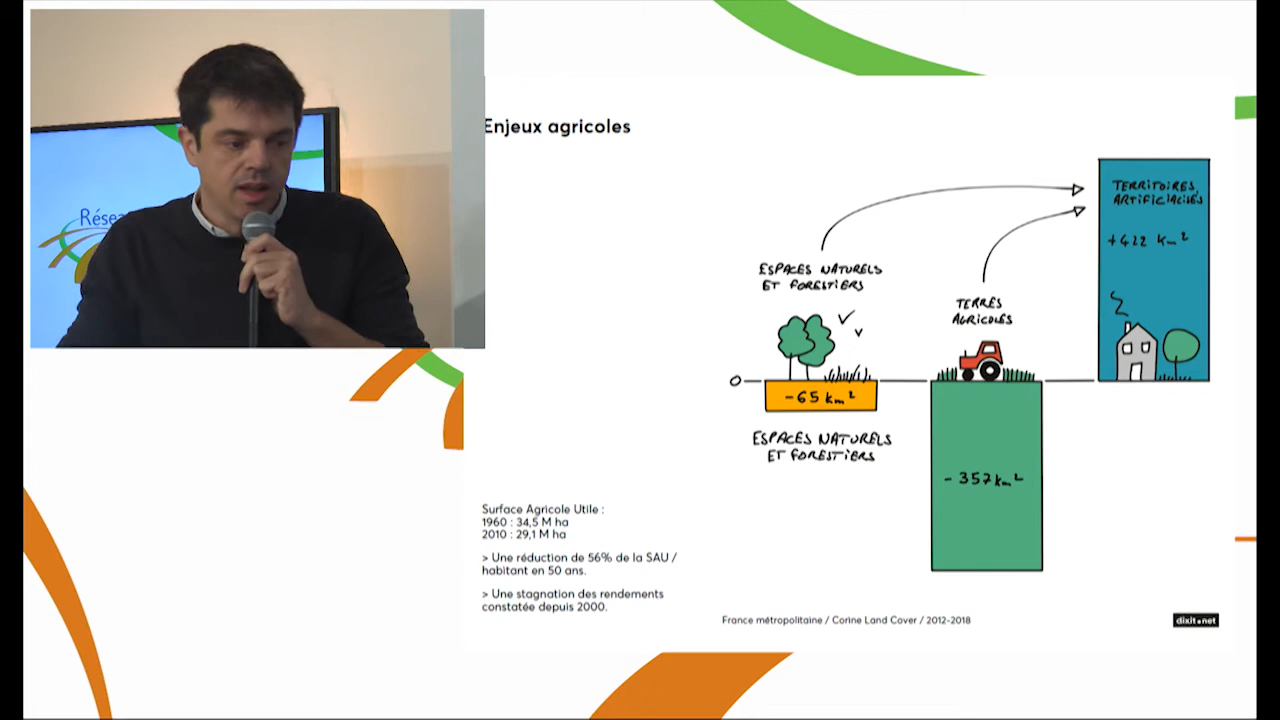 Enjeux agricoles
Résea
TERRITOIRES
ARTIFICIALISÉS
+422 km²
ESPACES NATURELS
ET FORESTIERS
TERRES
AGRICOLES
0
-65 km²
ESPACES NATURELS
ET FORESTIERS
- 357 km²
Surface Agricole Utile :
1960 : 34,5 M ha
2010 : 29,1 M ha
> Une réduction de 56% de la SAU /
habitant en 50 ans.
> Une stagnation des rendements
constatée depuis 2000.
France métropolitaine / Corine Land Cover / 2012-2018
dixit.net